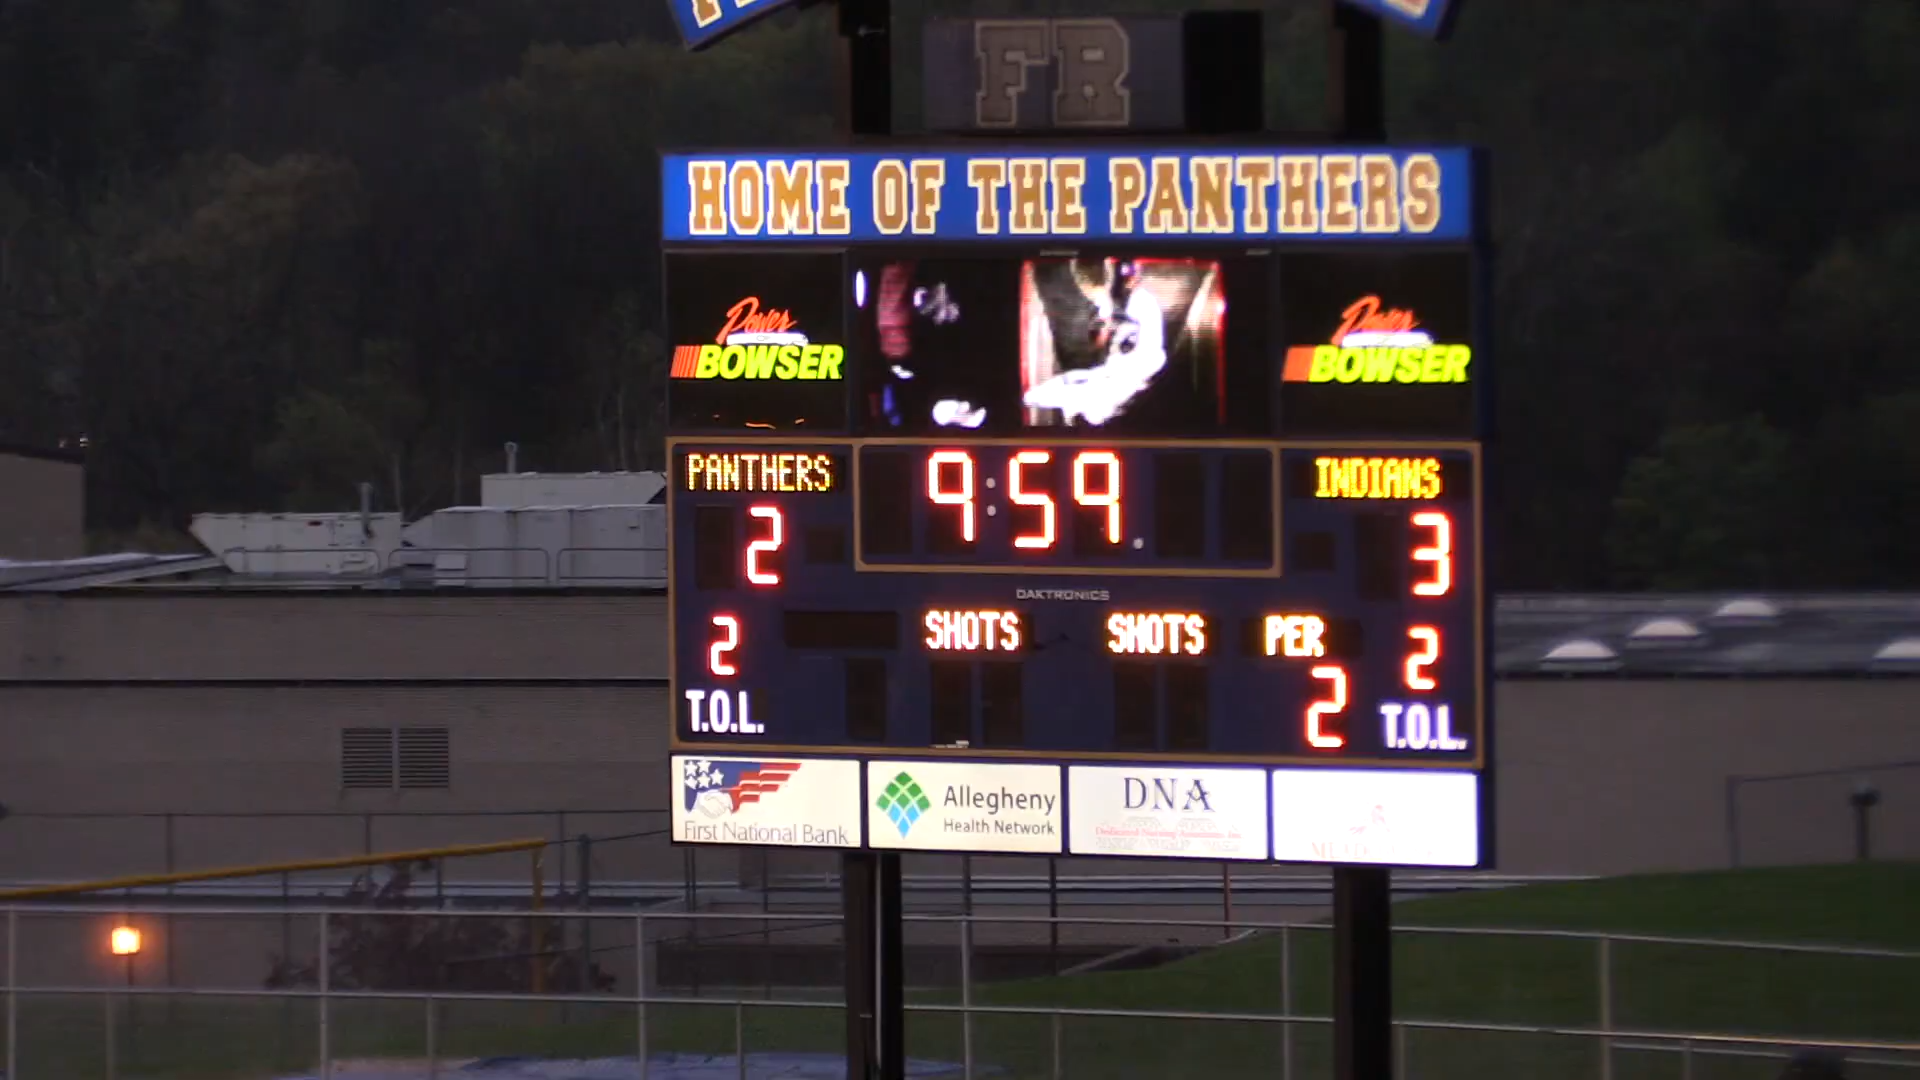 FR
HOME OF THE PANTHERS
Power
BOWSER
Power
BOWSER
PANTHERS
9:59
INDIANS
2
3
DAKTRONICS
2
SHOTS
SHOTS
PER
2
T.O.L.
2
T.O.L.
First National Bank
Allegheny
Health Network
DNA